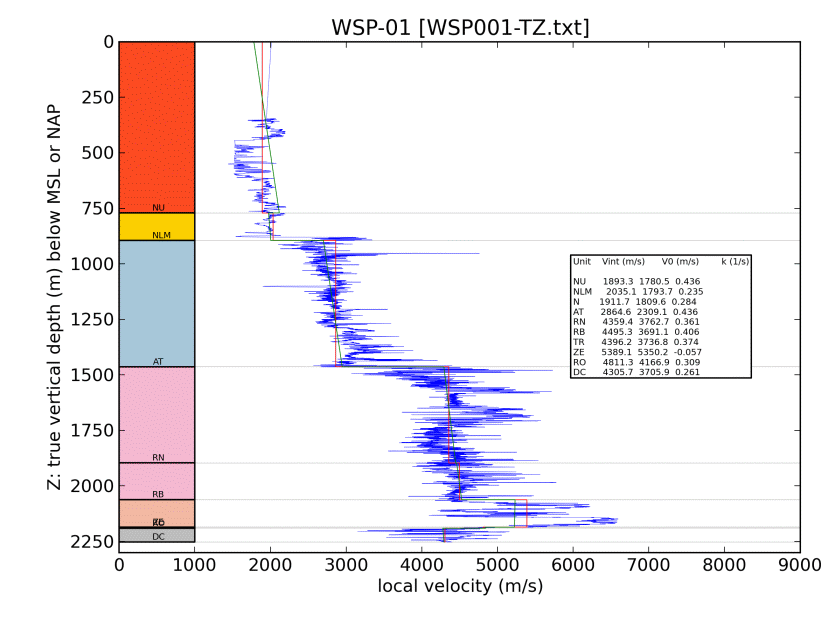 WSP-01 [WSP001-TZ.txt]
0
250
500
750
1000
1250
1500
1750
2000
2250
Z: true vertical depth (m) below MSL or NAP
NU
NLM
AT
RN
RB
DC
Unit Vint (m/s) V0 (m/s) k (1/s)
NU 1893.3 1780.5 0.436
NLM 2035.1 1793.7 0.235
N 1911.7 1809.6 0.284
AT 2864.6 2309.1 0.436
RN 4359.4 3762.7 0.361
RB 4495.3 3691.1 0.406
TR 4396.2 3736.8 0.374
ZE 5389.1 5350.2 -0.057
RO 4811.3 4166.9 0.309
DC 4305.7 3705.9 0.261
0 1000 2000 3000 4000 5000 6000 7000 8000 9000
local velocity (m/s)